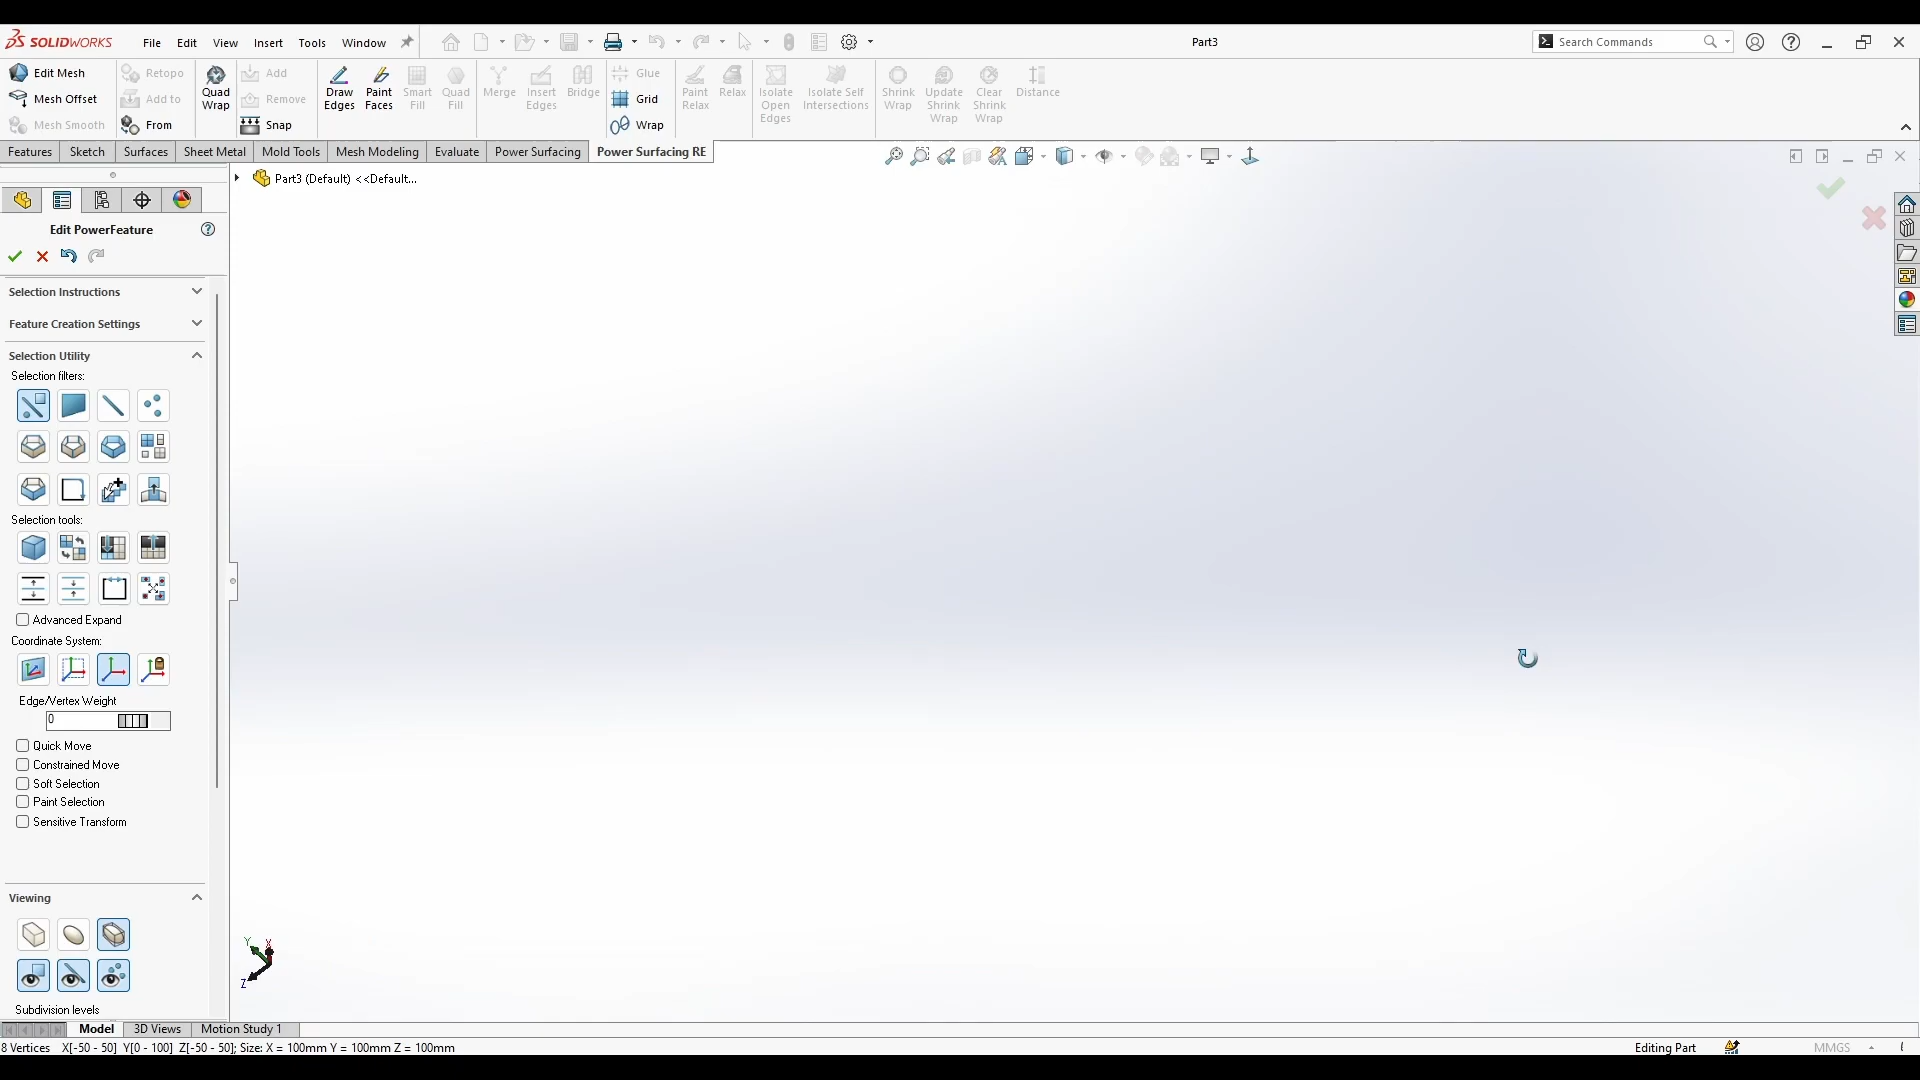 SOLIDWORKS File Edit View Insert Tools Window Part3 Search Commands
Edit Mesh Retopo Quad Wrap Add Draw Edges Paint Faces Smart Fill Quad Fill Merge Insert Edges Bridge Glue Paint Relax Relax Isolate Open Edges Isolate Self Intersections Shrink Wrap Update Shrink Wrap Clear Shrink Wrap Distance
Mesh Offset Add to Remove Grid
Mesh Smooth From Snap Wrap
Features Sketch Surfaces Sheet Metal Mold Tools Mesh Modeling Evaluate Power Surfacing Power Surfacing RE
Part3 (Default) <<Default...
Edit PowerFeature
Selection Instructions
Feature Creation Settings
Selection Utility
Selection filters:
Selection tools:
Advanced Expand
Coordinate System:
Edge/Vertex Weight
0
Quick Move
Constrained Move
Soft Selection
Paint Selection
Sensitive Transform
Viewing
Y X
Z
Subdivision levels
Model 3D Views Motion Study 1
8 Vertices X[-50 - 50] Y[0 - 100] Z[-50 - 50]; Size: X = 100mm Y = 100mm Z = 100mm Editing Part MMGS